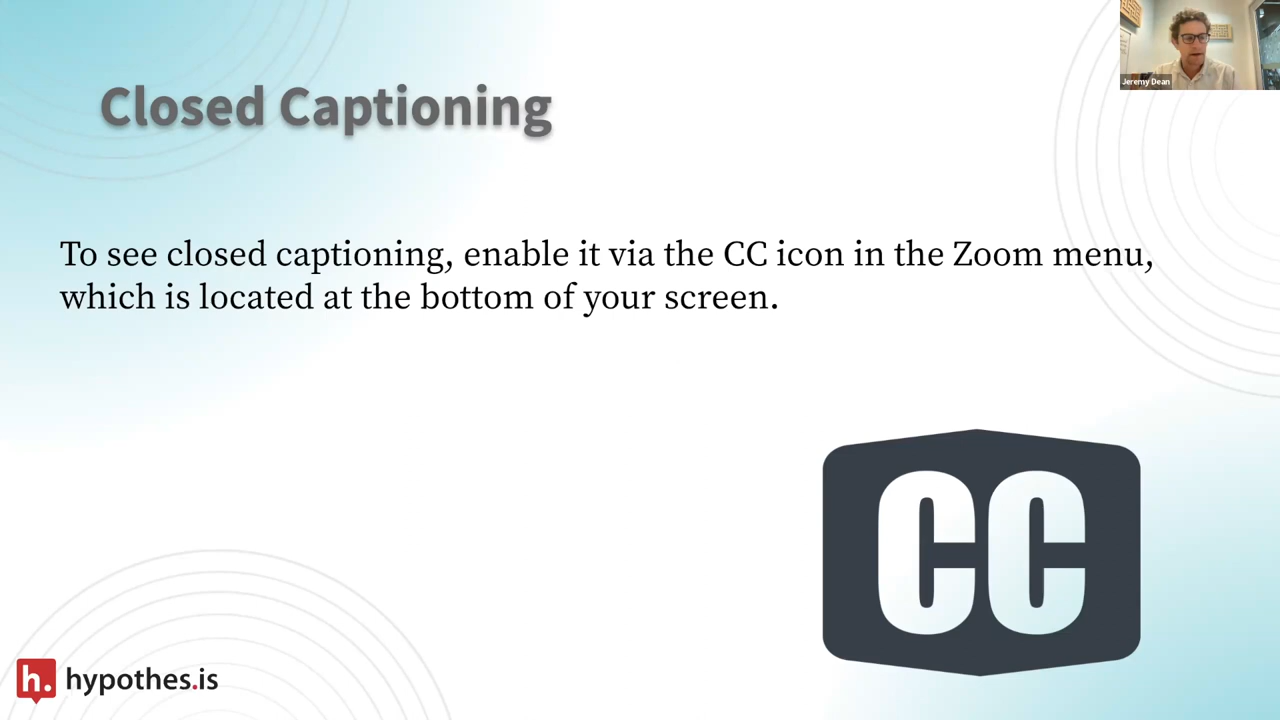 Jeremy Dean
Closed Captioning
To see closed captioning, enable it via the CC icon in the Zoom menu,
which is located at the bottom of your screen.
CC
h. hypothes.is